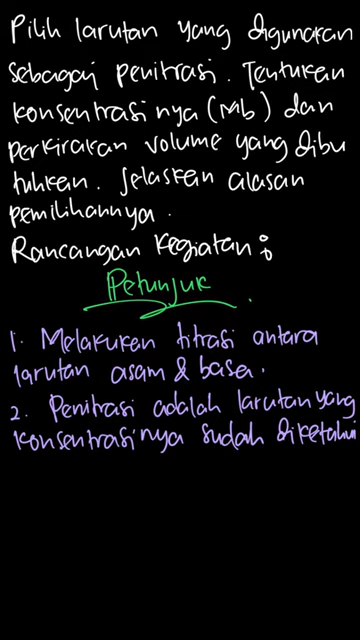 Pilih larutan yang digunakan
sebagai penitrasi. Tentukan
konsentrasinya (Mb) dan
perkirakan volume yang dibu
tuhkan. Jelaskan alasan
pemilihannya.
Rancangan Kegiatan :
Petunjuk
1. Melakukan titrasi antara
larutan asam & basa.
2. Penitrasi adalah larutan yang
konsentrasinya sudah diketahui